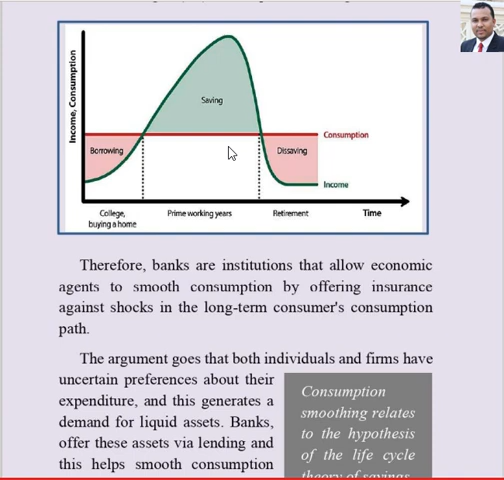 Income, Consumption
Saving
Consumption
Borrowing
Dissaving
Income
College,
buying a home
Prime working years
Retirement
Time
Therefore, banks are institutions that allow economic
agents to smooth consumption by offering insurance
against shocks in the long-term consumer's consumption
path.
The argument goes that both individuals and firms have
uncertain preferences about their
expenditure, and this generates a
demand for liquid assets. Banks,
offer these assets via lending and
this helps smooth consumption
Consumption
smoothing relates
to the hypothesis
of the life cycle
theory of savings